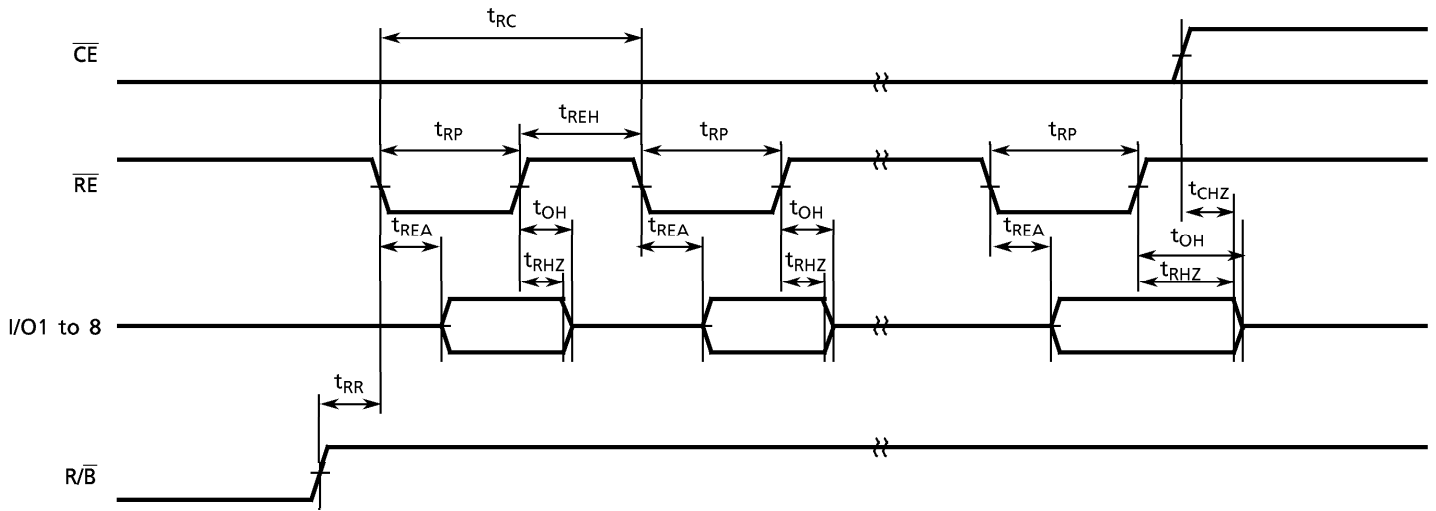 tRC
CE
tREH
tRP
tRP
tRP
RE
tCHZ
tOH
tOH
tREA
tREA
tREA
tOH
tRHZ
tRHZ
tRHZ
I/O1 to 8
tRR
R/B